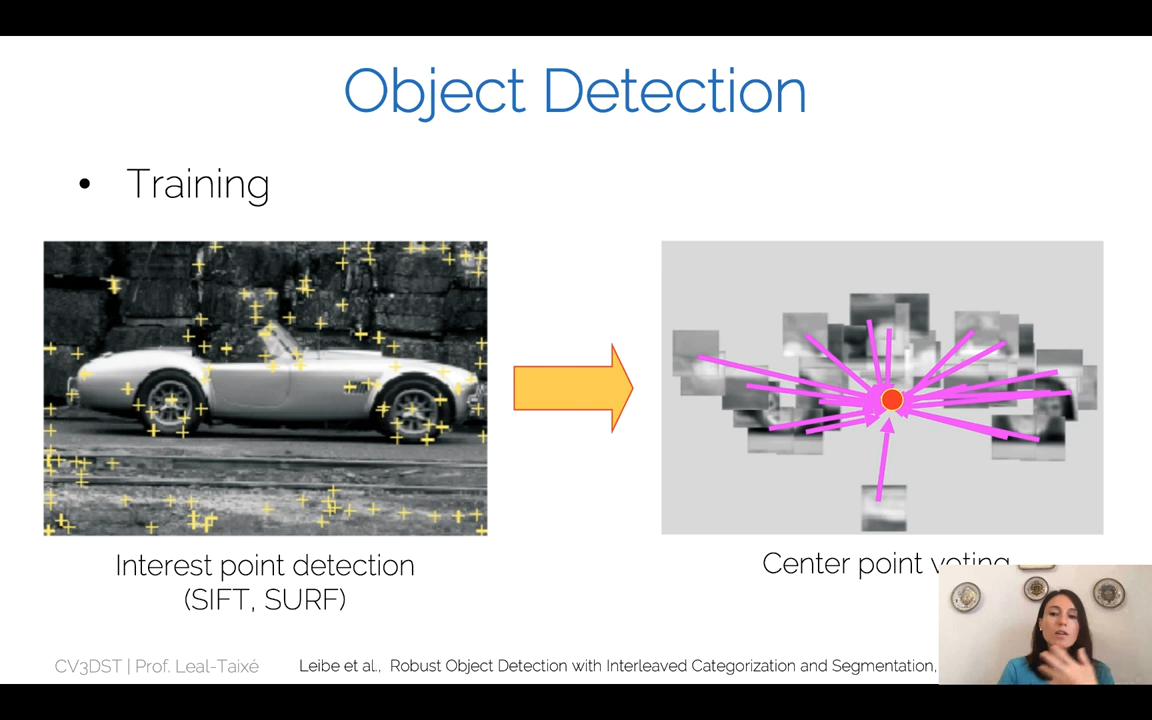 Object Detection
• Training
Interest point detection
(SIFT, SURF)
Center point voting
CV3DST | Prof. Leal-Taixé
Leibe et al., Robust Object Detection with Interleaved Categorization and Segmentation,